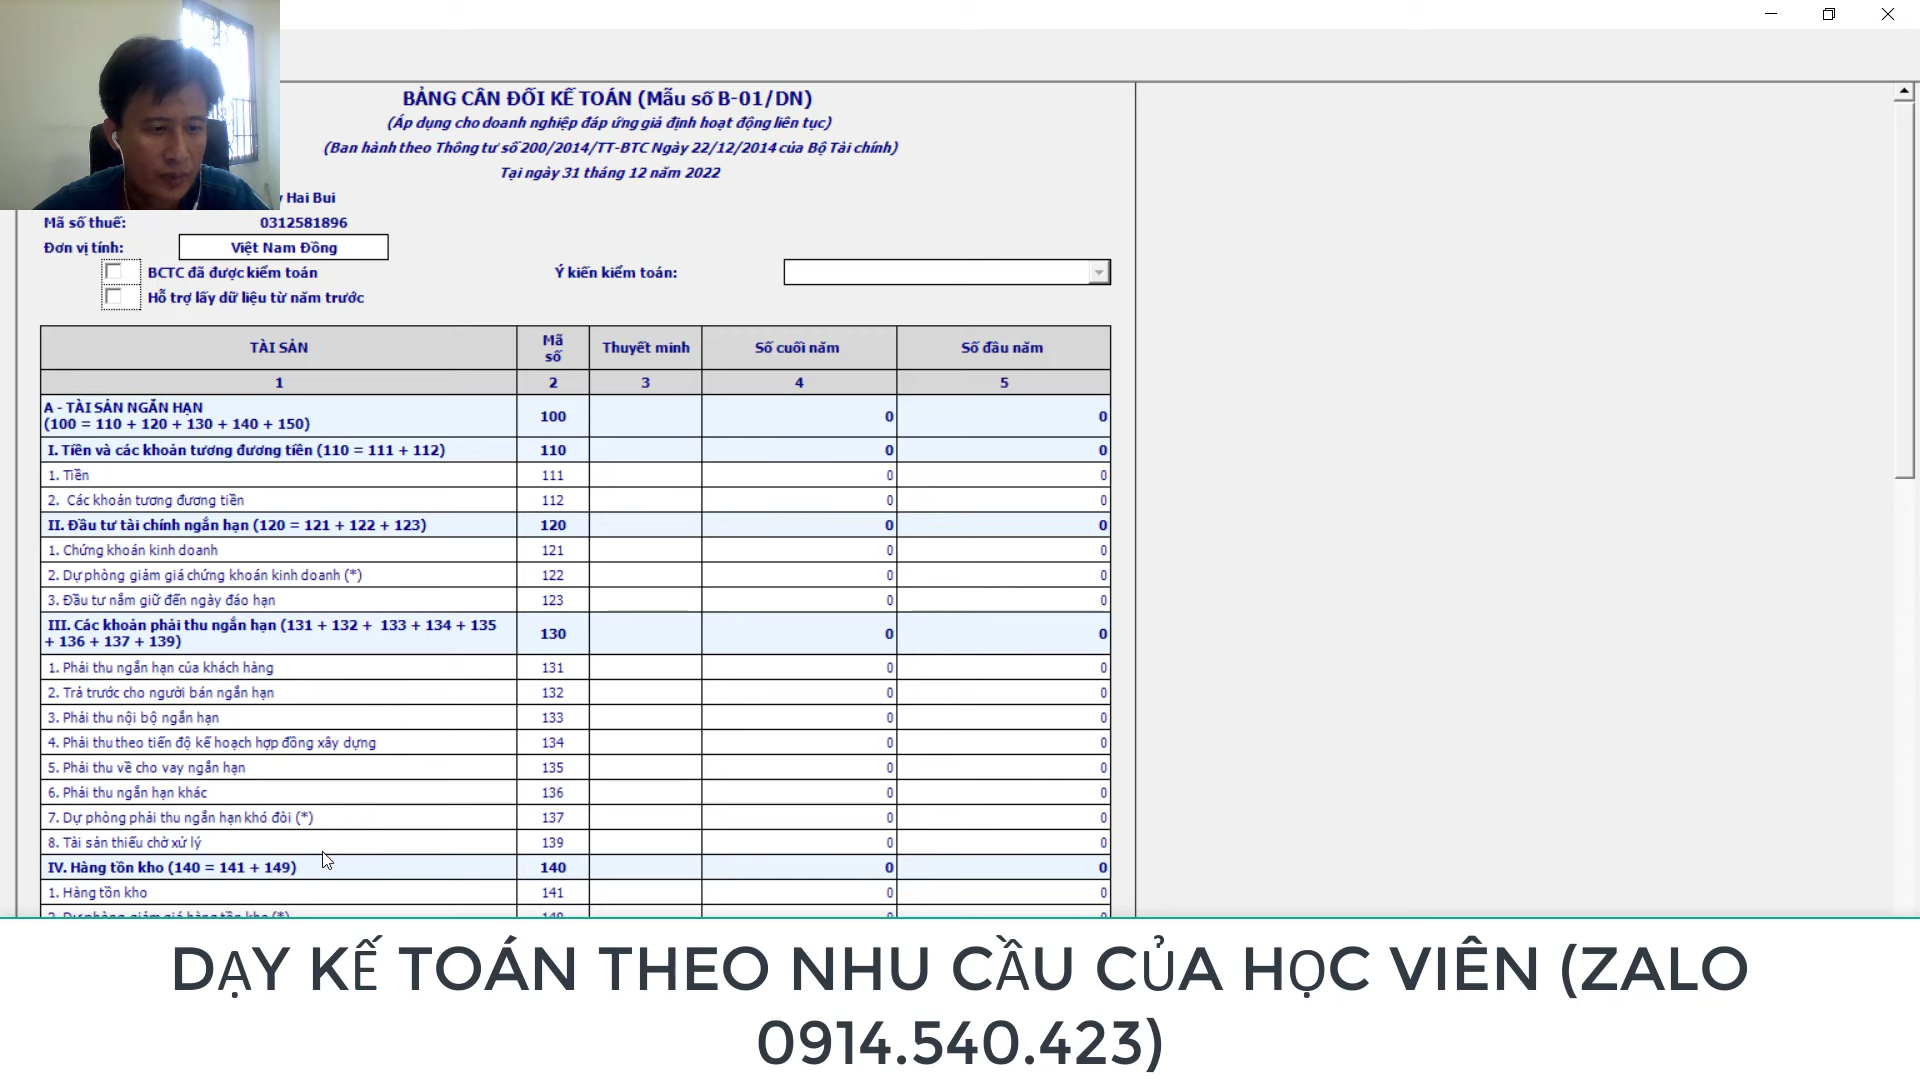 BẢNG CÂN ĐỐI KẾ TOÁN (Mẫu số B-01/DN)
(Áp dụng cho doanh nghiệp đáp ứng giả định hoạt động liên tục)
(Ban hành theo Thông tư số 200/2014/TT-BTC Ngày 22/12/2014 của Bộ Tài chính)
Tại ngày 31 tháng 12 năm 2022
Hai Bui
Mã số thuế: 0312581896
Đơn vị tính: Việt Nam Đồng
BCTC đã được kiểm toán Ý kiến kiểm toán:
Hỗ trợ lấy dữ liệu từ năm trước
TÀI SẢN Mã số Thuyết minh Số cuối năm Số đầu năm
1 2 3 4 5
A - TÀI SẢN NGẮN HẠN
(100 = 110 + 120 + 130 + 140 + 150) 100 0 0
I. Tiền và các khoản tương đương tiền (110 = 111 + 112) 110 0 0
1. Tiền 111 0 0
2. Các khoản tương đương tiền 112 0 0
II. Đầu tư tài chính ngắn hạn (120 = 121 + 122 + 123) 120 0 0
1. Chứng khoán kinh doanh 121 0 0
2. Dự phòng giảm giá chứng khoán kinh doanh (*) 122 0 0
3. Đầu tư nắm giữ đến ngày đáo hạn 123 0 0
III. Các khoản phải thu ngắn hạn (131 + 132 + 133 + 134 + 135
+ 136 + 137 + 139) 130 0 0
1. Phải thu ngắn hạn của khách hàng 131 0 0
2. Trả trước cho người bán ngắn hạn 132 0 0
3. Phải thu nội bộ ngắn hạn 133 0 0
4. Phải thu theo tiến độ kế hoạch hợp đồng xây dựng 134 0 0
5. Phải thu về cho vay ngắn hạn 135 0 0
6. Phải thu ngắn hạn khác 136 0 0
7. Dự phòng phải thu ngắn hạn khó đòi (*) 137 0 0
8. Tài sản thiếu chờ xử lý 139 0 0
IV. Hàng tồn kho (140 = 141 + 149) 140 0 0
1. Hàng tồn kho 141 0 0
2. Dự phòng giảm giá hàng tồn kho (*) 149 0 0
DẠY KẾ TOÁN THEO NHU CẦU CỦA HỌC VIÊN (ZALO
0914.540.423)